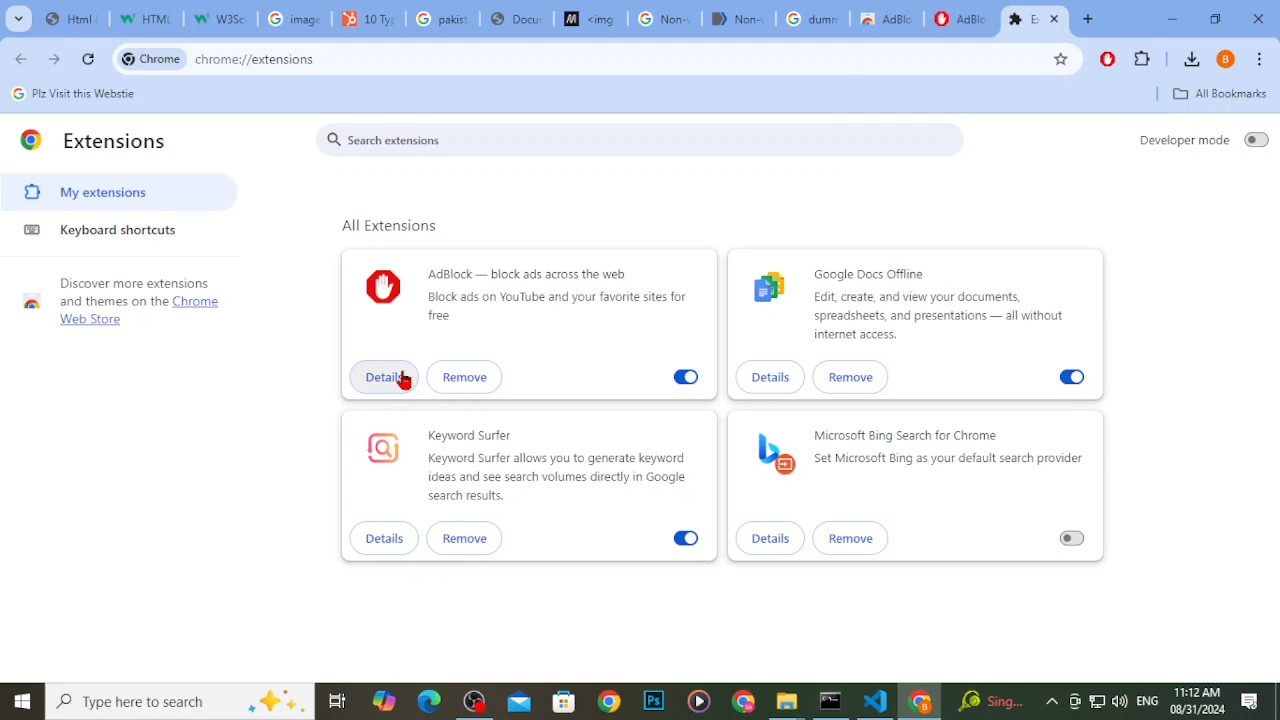 Html
HTML
W3Sc
image
10 Ty
pakist
Docu
<img
Non-
Non-
dum
AdBlo
AdBlo
E
Chrome
chrome://extensions
Plz Visit this Webstie
All Bookmarks
Extensions
Search extensions
Developer mode
My extensions
Keyboard shortcuts
Discover more extensions
and themes on the Chrome
Web Store
All Extensions
AdBlock — block ads across the web
Block ads on YouTube and your favorite sites for
free
Details
Remove
Google Docs Offline
Edit, create, and view your documents,
spreadsheets, and presentations — all without
internet access.
Details
Remove
Keyword Surfer
Keyword Surfer allows you to generate keyword
ideas and see search volumes directly in Google
search results.
Details
Remove
Microsoft Bing Search for Chrome
Set Microsoft Bing as your default search provider
Details
Remove
Type here to search
Sing...
ENG
11:12 AM
08/31/2024